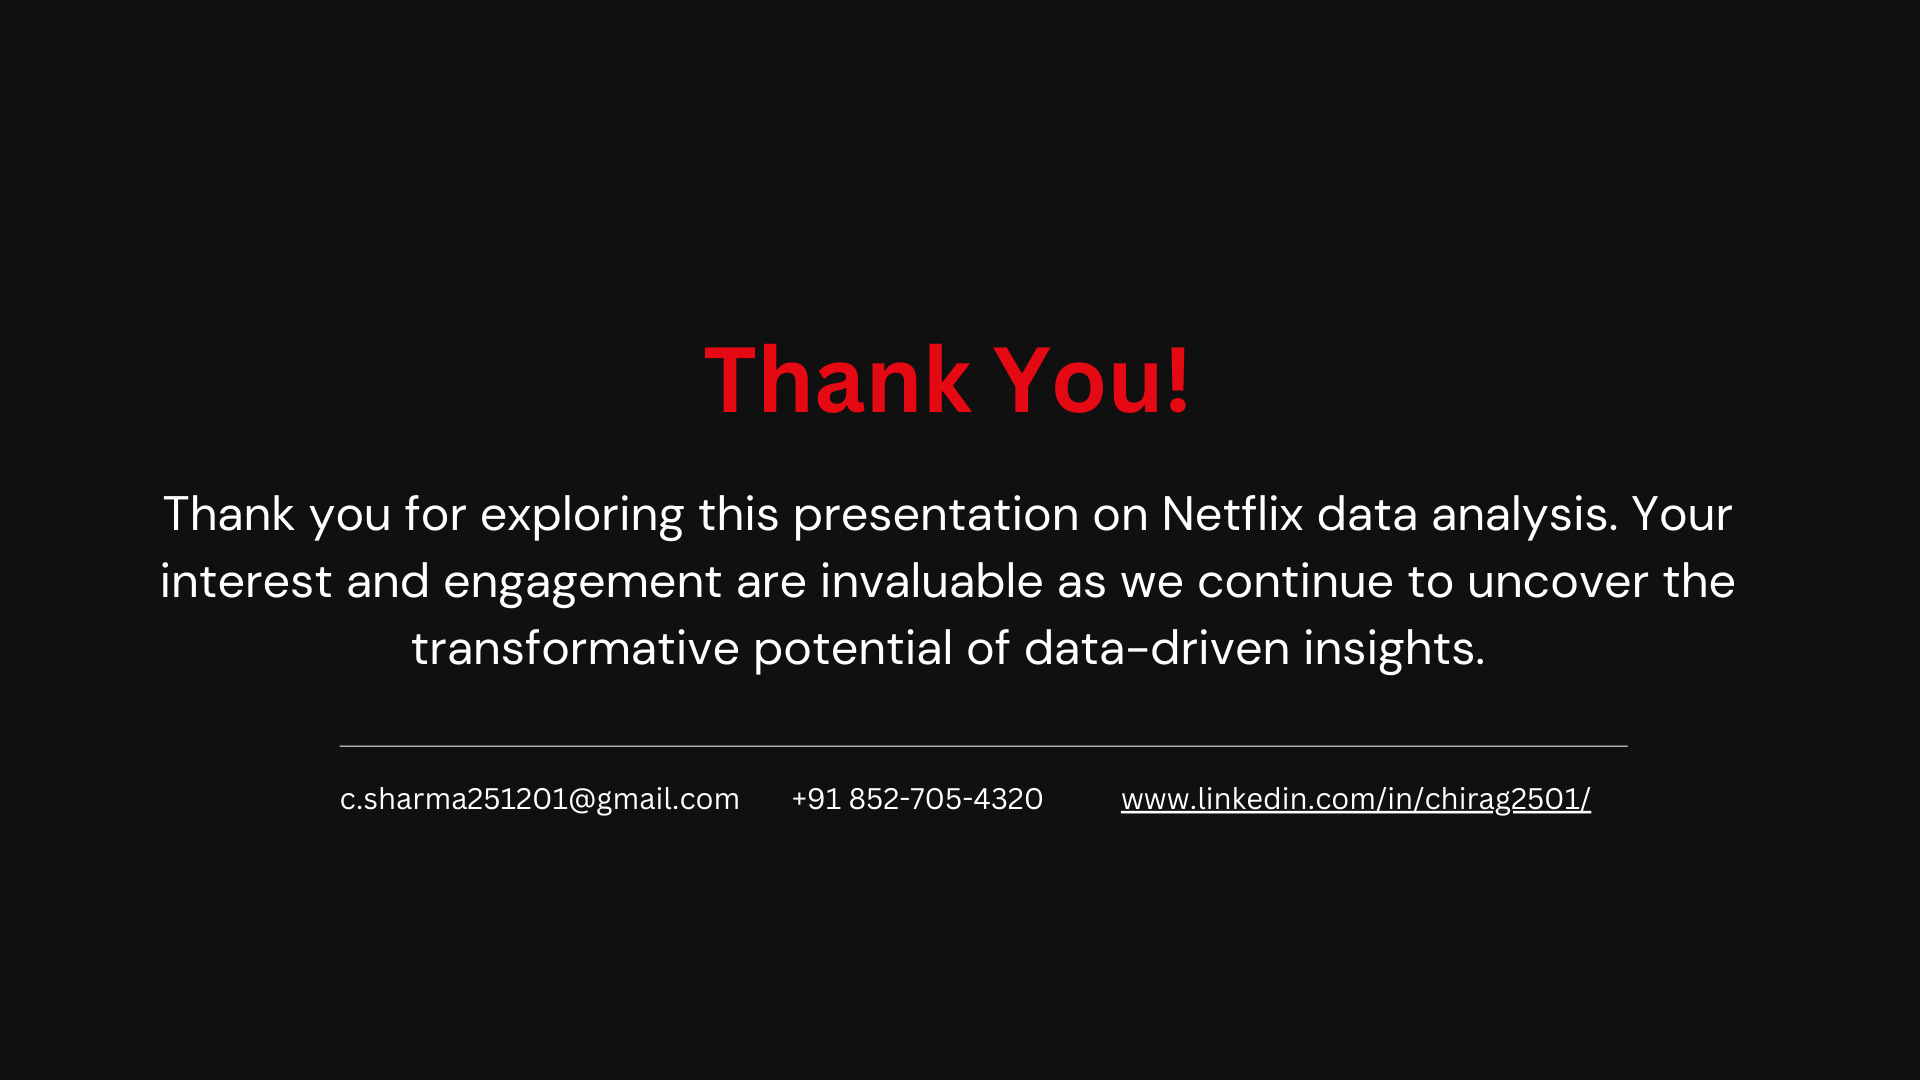 Thank You!
Thank you for exploring this presentation on Netflix data analysis. Your
interest and engagement are invaluable as we continue to uncover the
transformative potential of data-driven insights.
c.sharma251201@gmail.com +91 852-705-4320 www.linkedin.com/in/chirag2501/